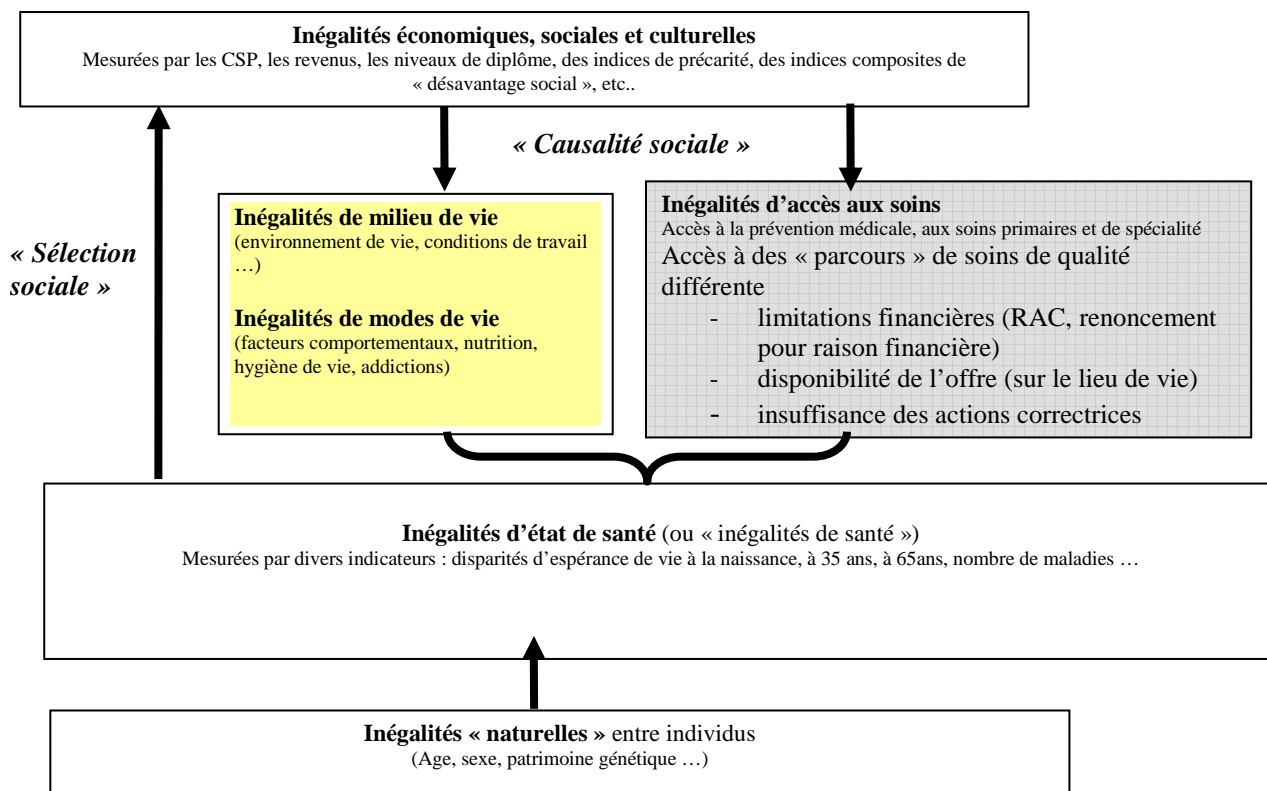 Inégalités économiques, sociales et culturelles
Mesurées par les CSP, les revenus, les niveaux de diplôme, des indices de précarité, des indices composites de
« désavantage social », etc..
« Causalité sociale »
« Sélection
sociale »
Inégalités de milieu de vie
(environnement de vie, conditions de travail
…)
Inégalités de modes de vie
(facteurs comportementaux, nutrition,
hygiène de vie, addictions)
Inégalités d’accès aux soins
Accès à la prévention médicale, aux soins primaires et de spécialité
Accès à des « parcours » de soins de qualité
différente
- limitations financières (RAC, renoncement
pour raison financière)
- disponibilité de l’offre (sur le lieu de vie)
- insuffisance des actions correctrices
Inégalités d’état de santé (ou « inégalités de santé »)
Mesurées par divers indicateurs : disparités d’espérance de vie à la naissance, à 35 ans, à 65ans, nombre de maladies …
Inégalités « naturelles » entre individus
(Age, sexe, patrimoine génétique …)